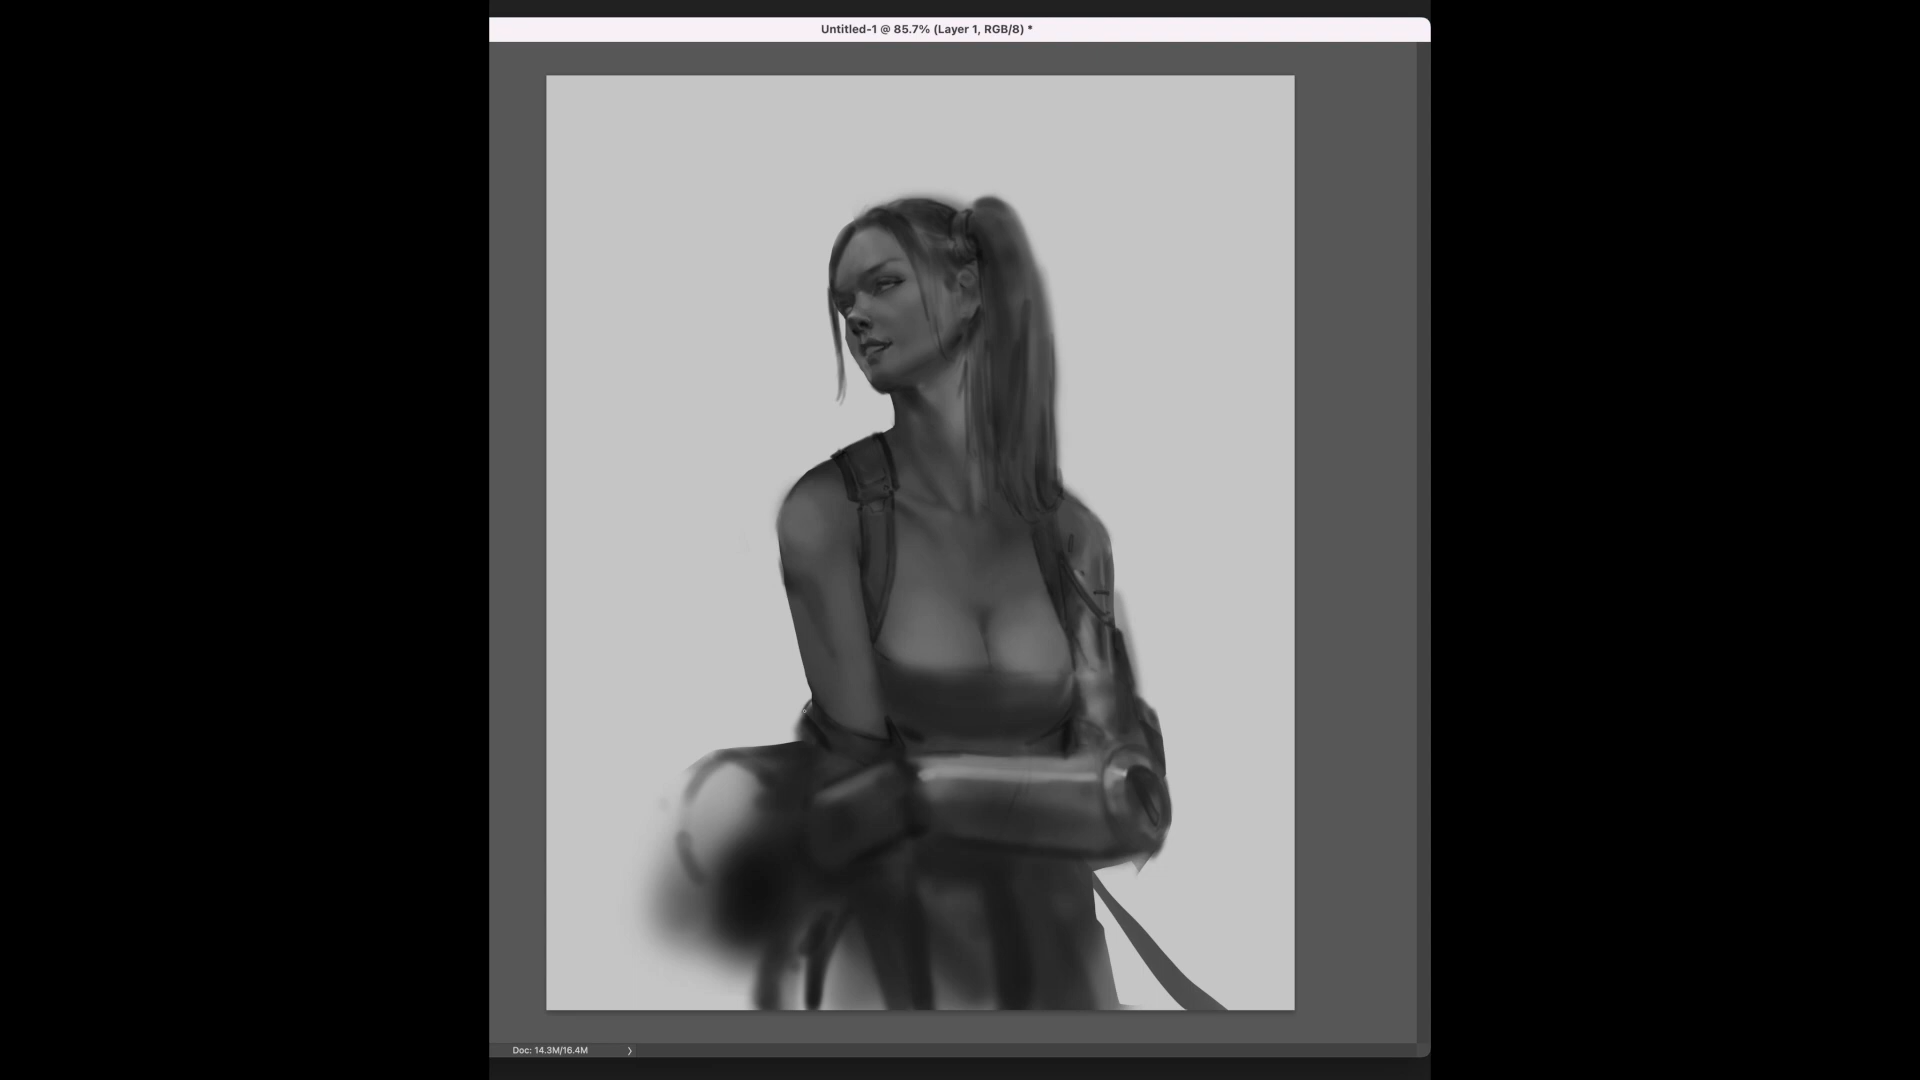 Untitled-1 @ 85.7% (Layer 1, RGB/8) *
Doc: 14.3M/16.4M